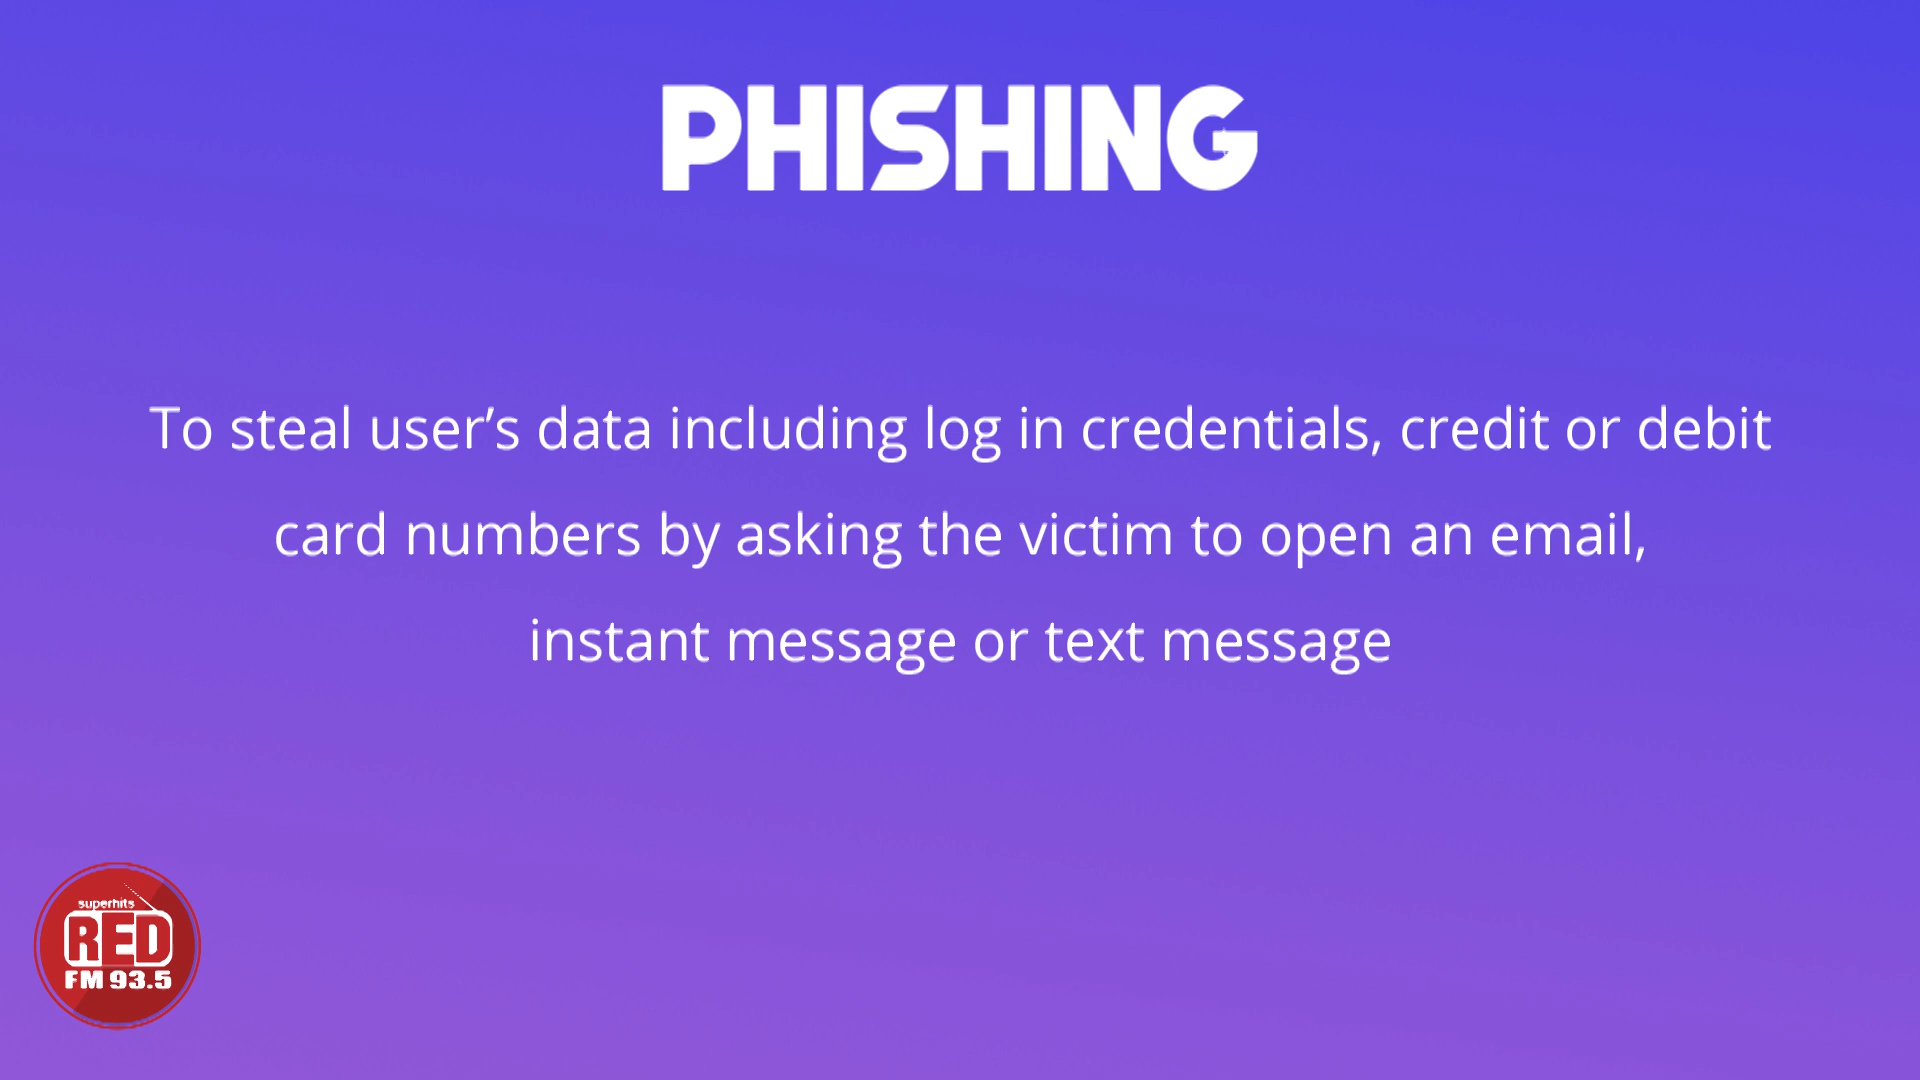 PHISHING
To steal user’s data including log in credentials, credit or debit
card numbers by asking the victim to open an email,
instant message or text message
superhits
RED
FM 93.5